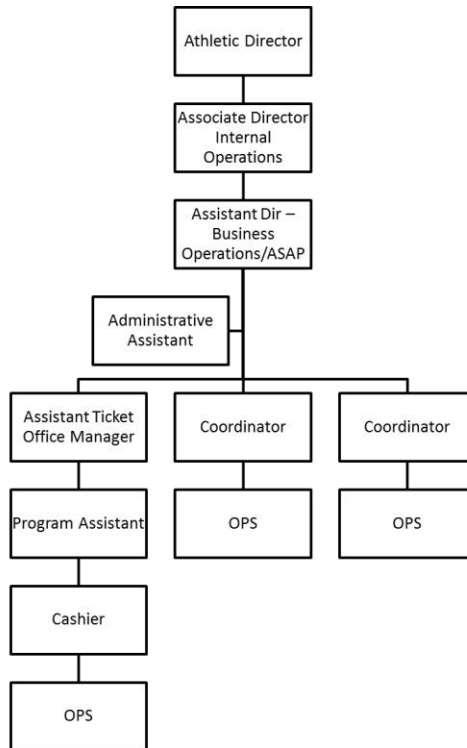 Athletic Director
Associate Director
Internal
Operations
Assistant Dir –
Business
Operations/ASAP
Administrative
Assistant
Assistant Ticket
Office Manager
Coordinator
Coordinator
Program Assistant
OPS
OPS
Cashier
OPS